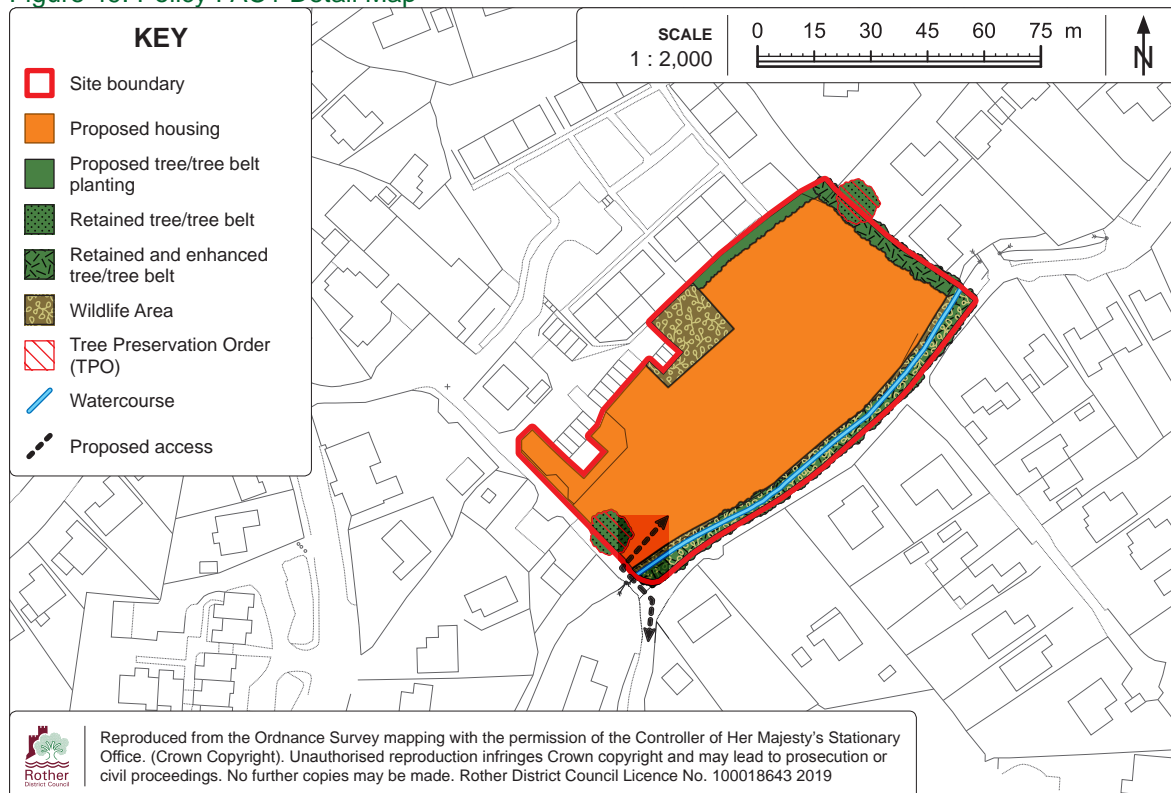 KEY
Site boundary
Proposed housing
Proposed tree/tree belt
planting
Retained tree/tree belt
Retained and enhanced
tree/tree belt
Wildlife Area
Tree Preservation Order
(TPO)
Watercourse
Proposed access
SCALE
1 : 2,000
0 15 30 45 60 75 m
N
Rother
District Council
Reproduced from the Ordnance Survey mapping with the permission of the Controller of Her Majesty's Stationary
Office. (Crown Copyright). Unauthorised reproduction infringes Crown copyright and may lead to prosecution or
civil proceedings. No further copies may be made. Rother District Council Licence No. 100018643 2019